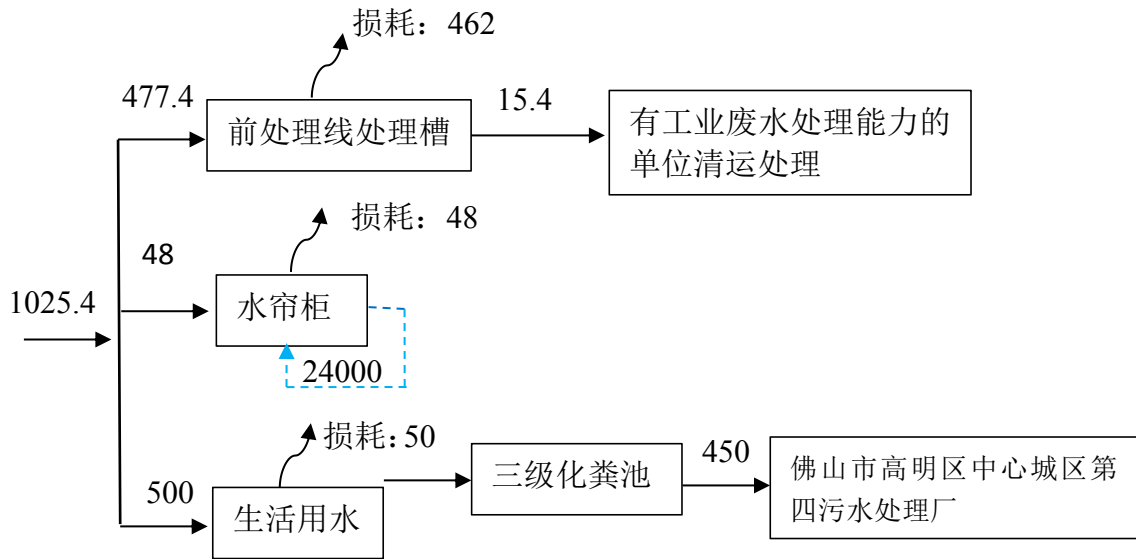 损耗：462
477.4
前处理线处理槽
15.4
有工业废水处理能力的
单位清运处理
损耗：48
48
水帘柜
1025.4
24000
损耗：50
500
生活用水
三级化粪池
450
佛山市高明区中心城区第
四污水处理厂